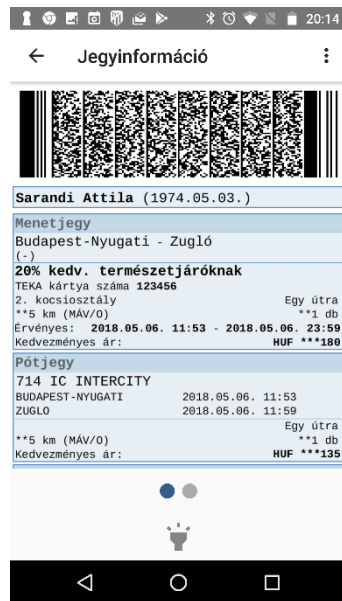 20:14
Jegyinformáció
Sarandi Attila (1974.05.03.)
Menetjegy
Budapest-Nyugati - Zugló
(-)
20% kedv. természetjáróknak
TEKA kártya száma 123456
2. kocsiosztály Egy útra
**5 km (MÁV/O) **1 db
Érvényes: 2018.05.06. 11:53 - 2018.05.06. 23:59
Kedvezményes ár: HUF ***180
Pótjegy
714 IC INTERCITY
BUDAPEST-NYUGATI 2018.05.06. 11:53
ZUGLO 2018.05.06. 11:59
Egy útra
**5 km (MÁV/O) **1 db
Kedvezményes ár: HUF ***135